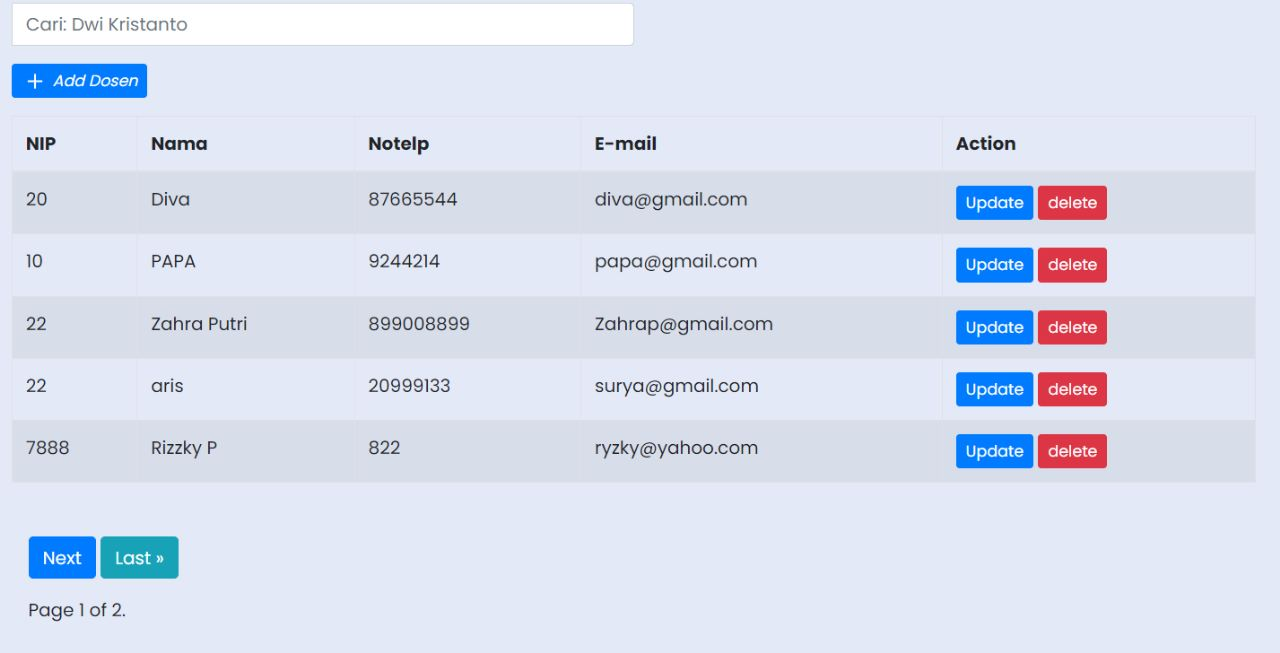 Cari: Dwi Kristanto
+ Add Dosen
NIP Nama Notelp E-mail Action
20 Diva 87665544 diva@gmail.com Update delete
10 PAPA 9244214 papa@gmail.com Update delete
22 Zahra Putri 899008899 Zahrap@gmail.com Update delete
22 aris 20999133 surya@gmail.com Update delete
7888 Rizzky P 822 ryzky@yahoo.com Update delete
Next Last »
Page 1 of 2.